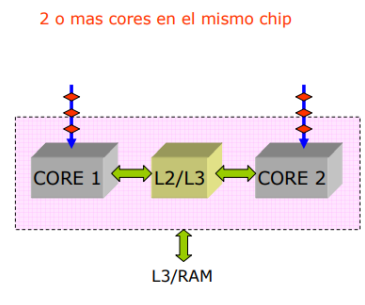 2 o mas cores en el mismo chip
CORE 1
L2/L3
CORE 2
L3/RAM